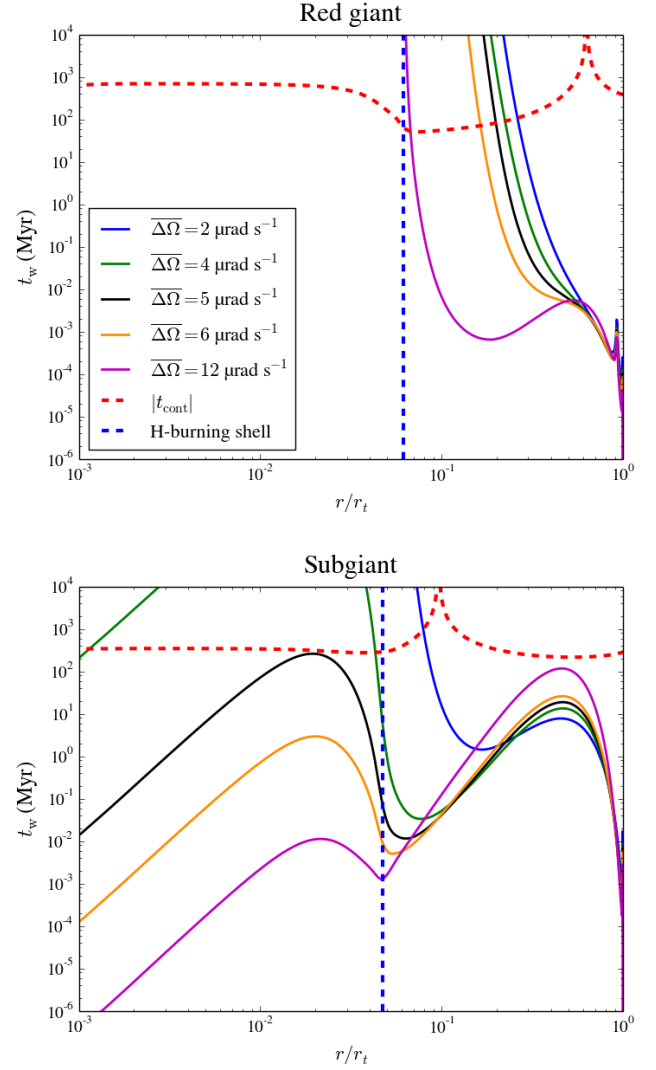 Red giant
t_w (Myr)
10^4
10^3
10^2
10^1
10^0
10^-1
10^-2
10^-3
10^-4
10^-5
10^-6
ΔΩ̅ = 2 μrad s⁻¹
ΔΩ̅ = 4 μrad s⁻¹
ΔΩ̅ = 5 μrad s⁻¹
ΔΩ̅ = 6 μrad s⁻¹
ΔΩ̅ = 12 μrad s⁻¹
|t_cont|
H-burning shell
10^-3 10^-2 10^-1 10^0
r/r_t
Subgiant
t_w (Myr)
10^4
10^3
10^2
10^1
10^0
10^-1
10^-2
10^-3
10^-4
10^-5
10^-6
10^-3 10^-2 10^-1 10^0
r/r_t